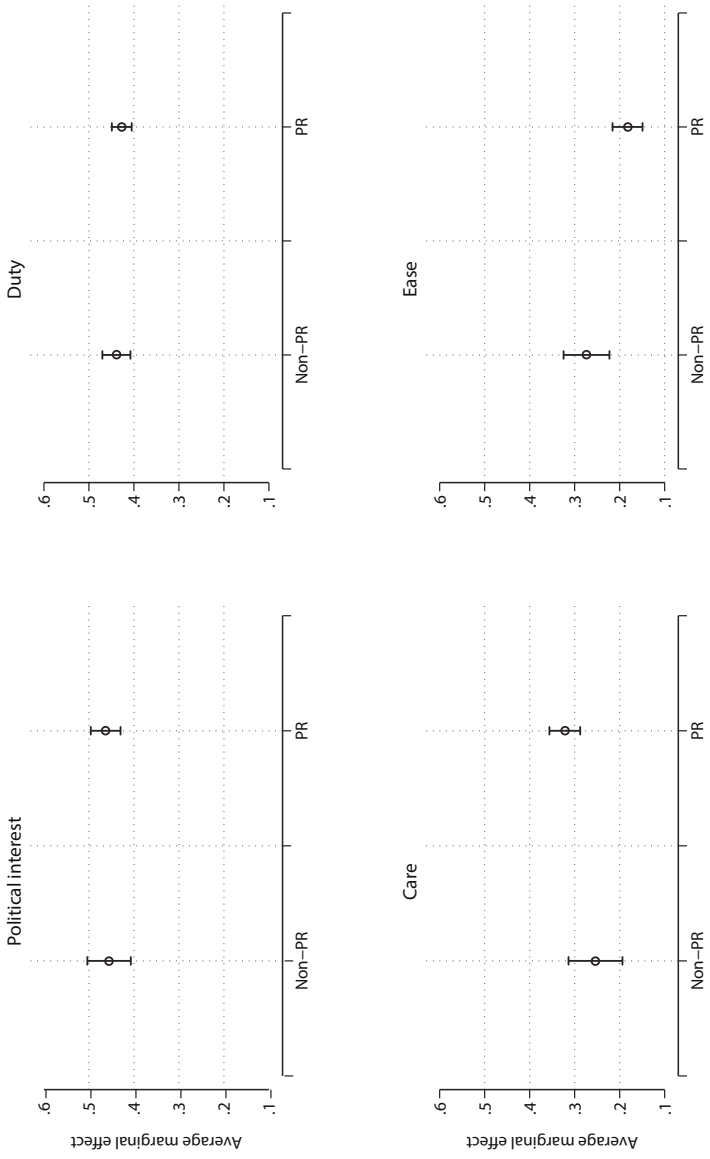 Political interest
Average marginal effect
.6
.5
.4
.3
.2
.1
Non−PR
PR
Duty
.6
.5
.4
.3
.2
.1
Non−PR
PR
Care
Average marginal effect
.6
.5
.4
.3
.2
.1
Non−PR
PR
Ease
.6
.5
.4
.3
.2
.1
Non−PR
PR